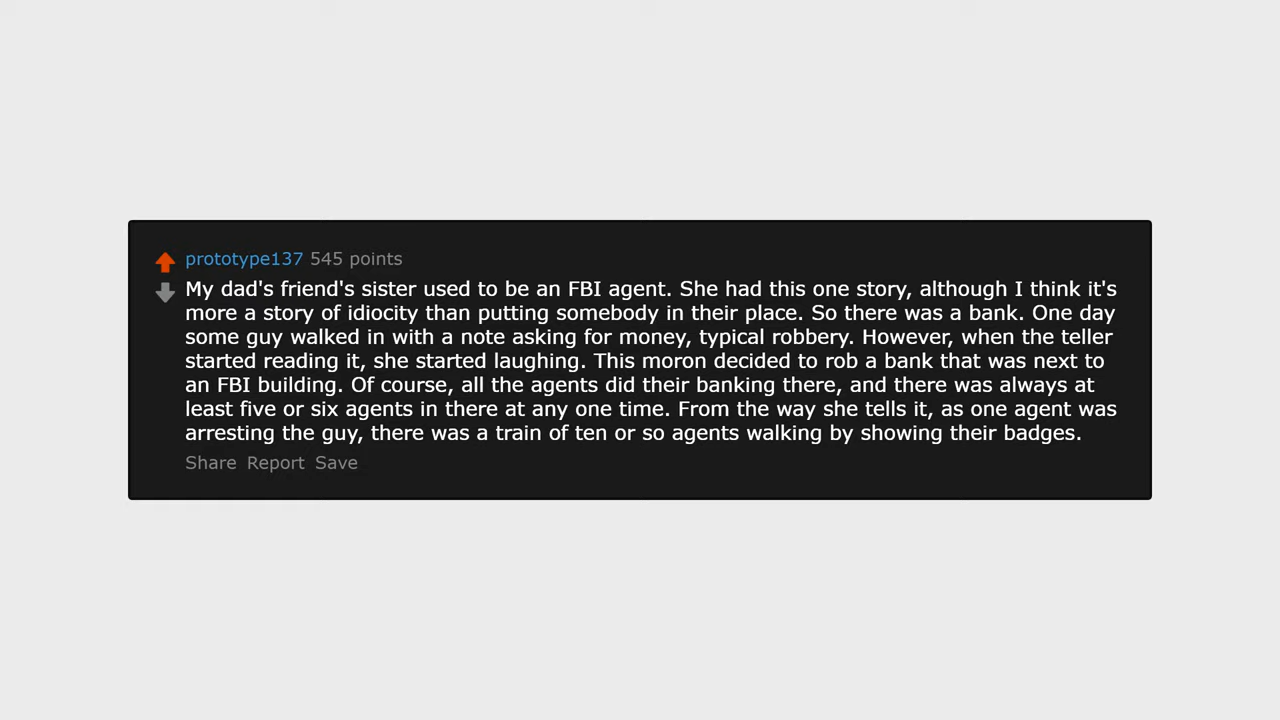 prototype137 545 points
My dad's friend's sister used to be an FBI agent. She had this one story, although I think it's
more a story of idiocity than putting somebody in their place. So there was a bank. One day
some guy walked in with a note asking for money, typical robbery. However, when the teller
started reading it, she started laughing. This moron decided to rob a bank that was next to
an FBI building. Of course, all the agents did their banking there, and there was always at
least five or six agents in there at any one time. From the way she tells it, as one agent was
arresting the guy, there was a train of ten or so agents walking by showing their badges.
Share Report Save